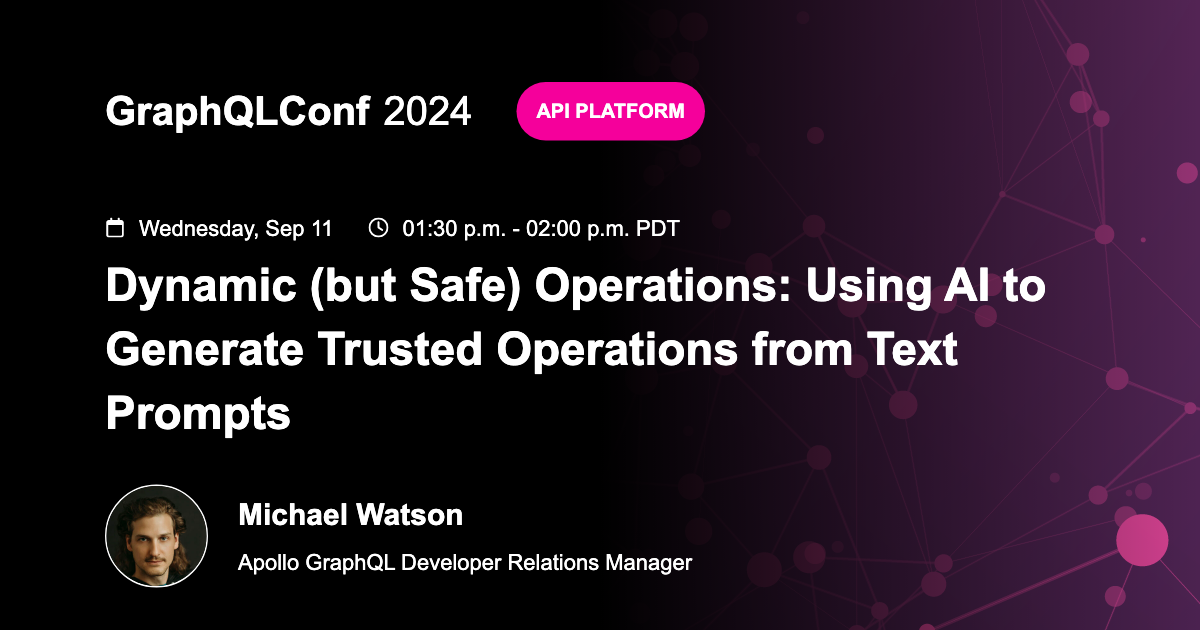 GraphQLConf 2024 API PLATFORM
Wednesday, Sep 11 01:30 p.m. - 02:00 p.m. PDT
Dynamic (but Safe) Operations: Using AI to
Generate Trusted Operations from Text
Prompts
Michael Watson
Apollo GraphQL Developer Relations Manager